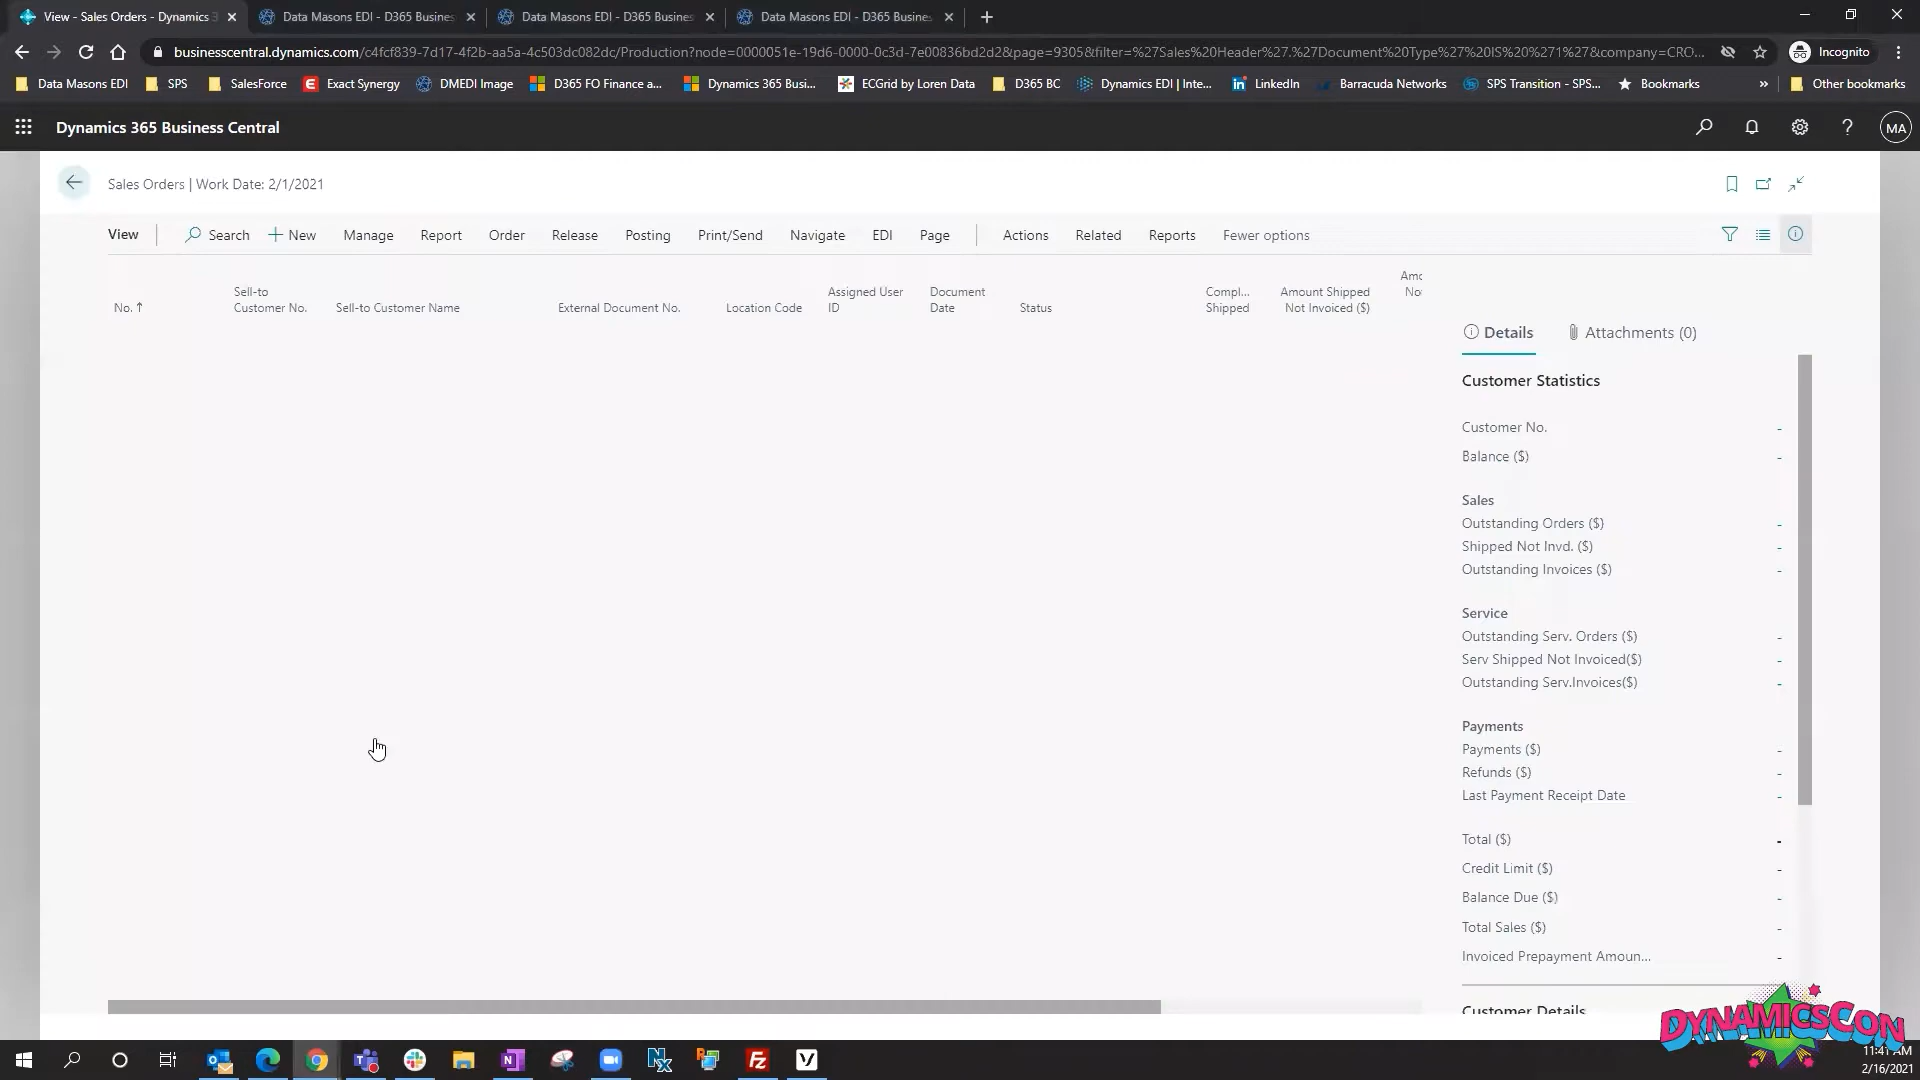 View - Sales Orders - Dynamics 3
Data Masons EDI - D365 Busines
Data Masons EDI - D365 Busines
Data Masons EDI - D365 Busines
businesscentral.dynamics.com/c4fcf839-7d17-4f2b-aa5a-4c503dc082dc/Production?node=0000051e-19d6-0000-0c3d-7e00836bd2d2&page=9305&filter=%27Sales%20Header%27.%27Document%20Type%27%20IS%20%271%27&company=CRO...
Incognito
Data Masons EDI
SPS
SalesForce
Exact Synergy
DMEDI Image
D365 FO Finance a...
Dynamics 365 Busi...
ECGrid by Loren Data
D365 BC
Dynamics EDI | Inte...
LinkedIn
Barracuda Networks
SPS Transition - SPS...
Bookmarks
»
Other bookmarks
Dynamics 365 Business Central
MA
Sales Orders | Work Date: 2/1/2021
View
Search
New
Manage
Report
Order
Release
Posting
Print/Send
Navigate
EDI
Page
Actions
Related
Reports
Fewer options
No. ↑
Sell-to
Customer No.
Sell-to Customer Name
External Document No.
Location Code
Assigned User
ID
Document
Date
Status
Compl...
Shipped
Amount Shipped
Not Invoiced ($)
Details
Attachments (0)
Customer Statistics
Customer No. -
Balance ($) -
Sales
Outstanding Orders ($) -
Shipped Not Invd. ($) -
Outstanding Invoices ($) -
Service
Outstanding Serv. Orders ($) -
Serv Shipped Not Invoiced($) -
Outstanding Serv.Invoices($) -
Payments
Payments ($) -
Refunds ($) -
Last Payment Receipt Date -
Total ($) -
Credit Limit ($) -
Balance Due ($) -
Total Sales ($) -
Invoiced Prepayment Amoun... -
Customer Details
DYNAMICSCON
11:41 AM
2/16/2021